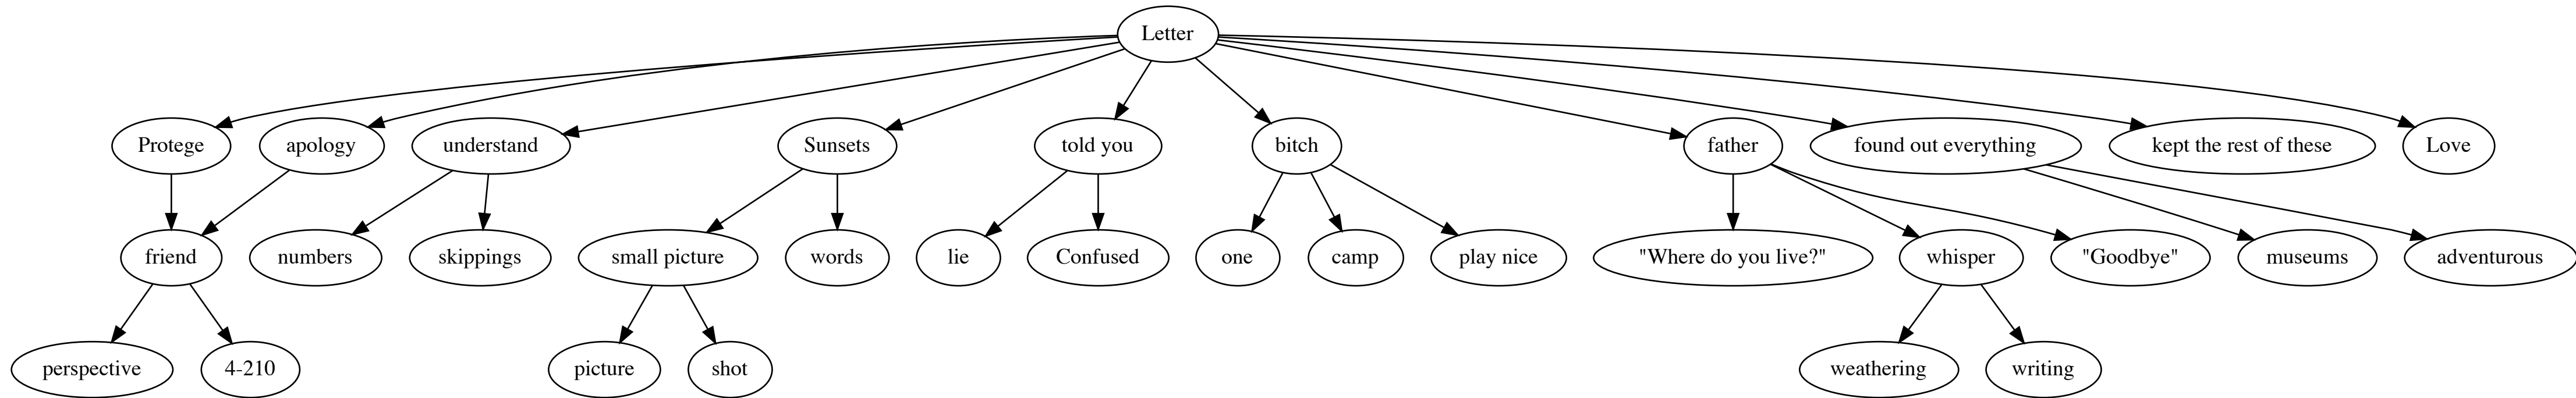 Letter
Protege
apology
understand
Sunsets
told you
bitch
father
found out everything
kept the rest of these
Love
friend
numbers
skippings
small picture
words
lie
Confused
one
camp
play nice
"Where do you live?"
whisper
"Goodbye"
museums
adventurous
perspective
4-210
picture
shot
weathering
writing